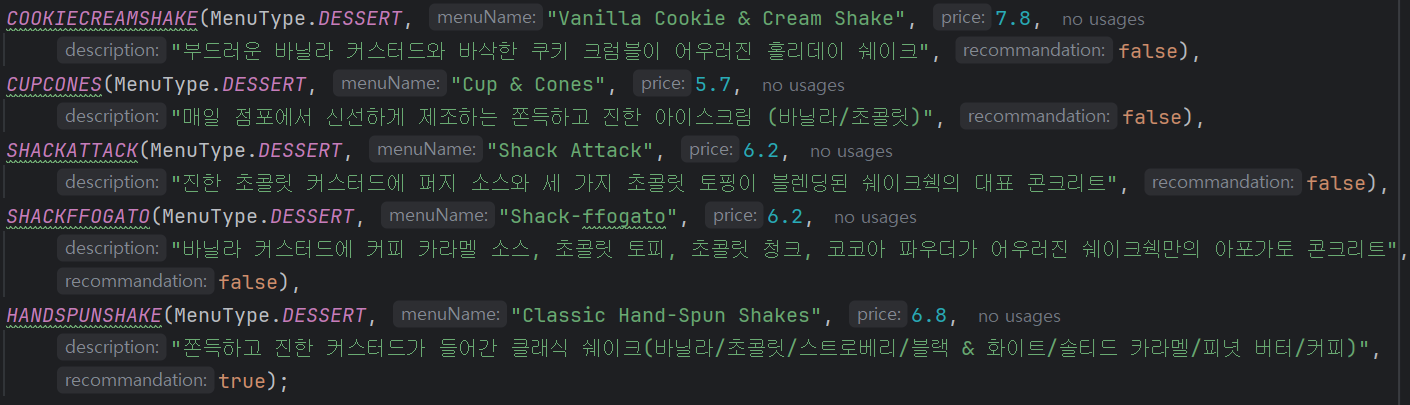 COOKIECREAMSHAKE(MenuType.DESSERT, menuName: "Vanilla Cookie & Cream Shake", price: 7.8, no usages
description: "부드러운 바닐라 커스터드와 바삭한 쿠키 크럼블이 어우러진 홀리데이 쉐이크", recommandation: false),
CUPCONES(MenuType.DESSERT, menuName: "Cup & Cones", price: 5.7, no usages
description: "매일 점포에서 신선하게 제조하는 쫀득하고 진한 아이스크림 (바닐라/초콜릿)", recommandation: false),
SHACKATTACK(MenuType.DESSERT, menuName: "Shack Attack", price: 6.2, no usages
description: "진한 초콜릿 커스터드에 퍼지 소스와 세 가지 초콜릿 토핑이 블렌딩된 쉐이크쉑의 대표 콘크리트", recommandation: false),
SHACKFFOGATO(MenuType.DESSERT, menuName: "Shack-ffogato", price: 6.2, no usages
description: "바닐라 커스터드에 커피 카라멜 소스, 초콜릿 토피, 초콜릿 청크, 코코아 파우더가 어우러진 쉐이크쉑만의 아포가토 콘크리트",
recommandation: false),
HANDSPUNSHAKE(MenuType.DESSERT, menuName: "Classic Hand-Spun Shakes", price: 6.8, no usages
description: "쫀득하고 진한 커스터드가 들어간 클래식 쉐이크(바닐라/초콜릿/스트로베리/블랙 & 화이트/솔티드 카라멜/피넛 버터/커피)",
recommandation: true);